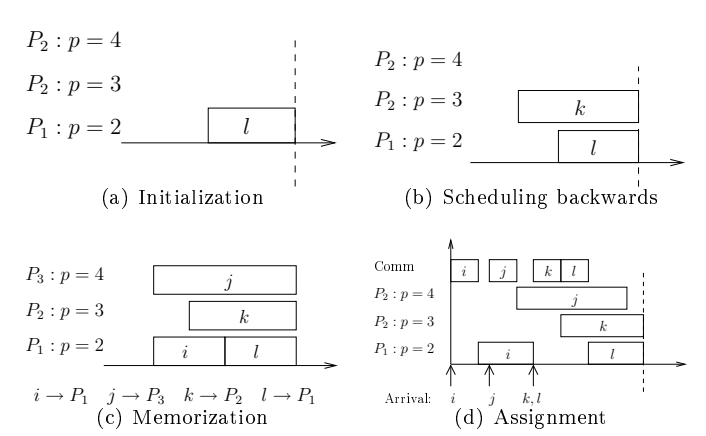 P₂ : p = 4
P₂ : p = 3
P₁ : p = 2
l
(a) Initialization
P₂ : p = 4
P₂ : p = 3
k
P₁ : p = 2
l
(b) Scheduling backwards
P₃ : p = 4
j
P₂ : p = 3
k
P₁ : p = 2
i l
i → P₁ j → P₃ k → P₂ l → P₁
(c) Memorization
Comm
i j k l
P₂ : p = 4
j
P₂ : p = 3
k
P₁ : p = 2
i l
Arrival: i j k, l
(d) Assignment